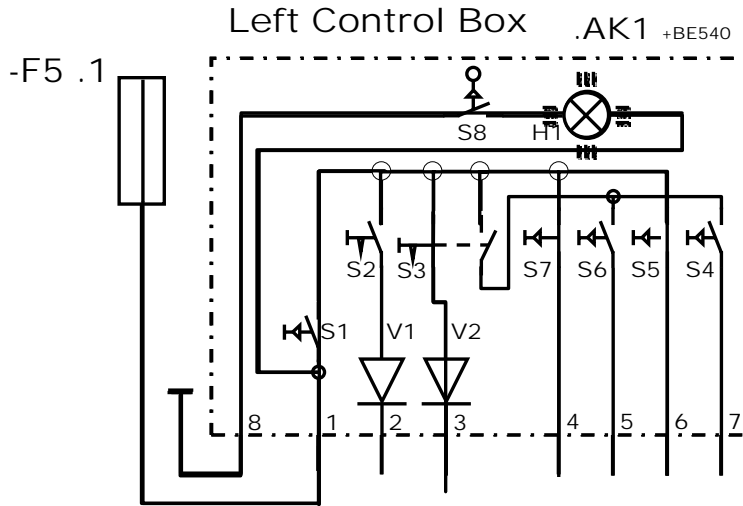 Left Control Box .AK1 +BE540
-F5 .1
S8 H1
S2 S3 S7 S6 S5 S4
S1 V1 V2
8 1 2 3 4 5 6 7